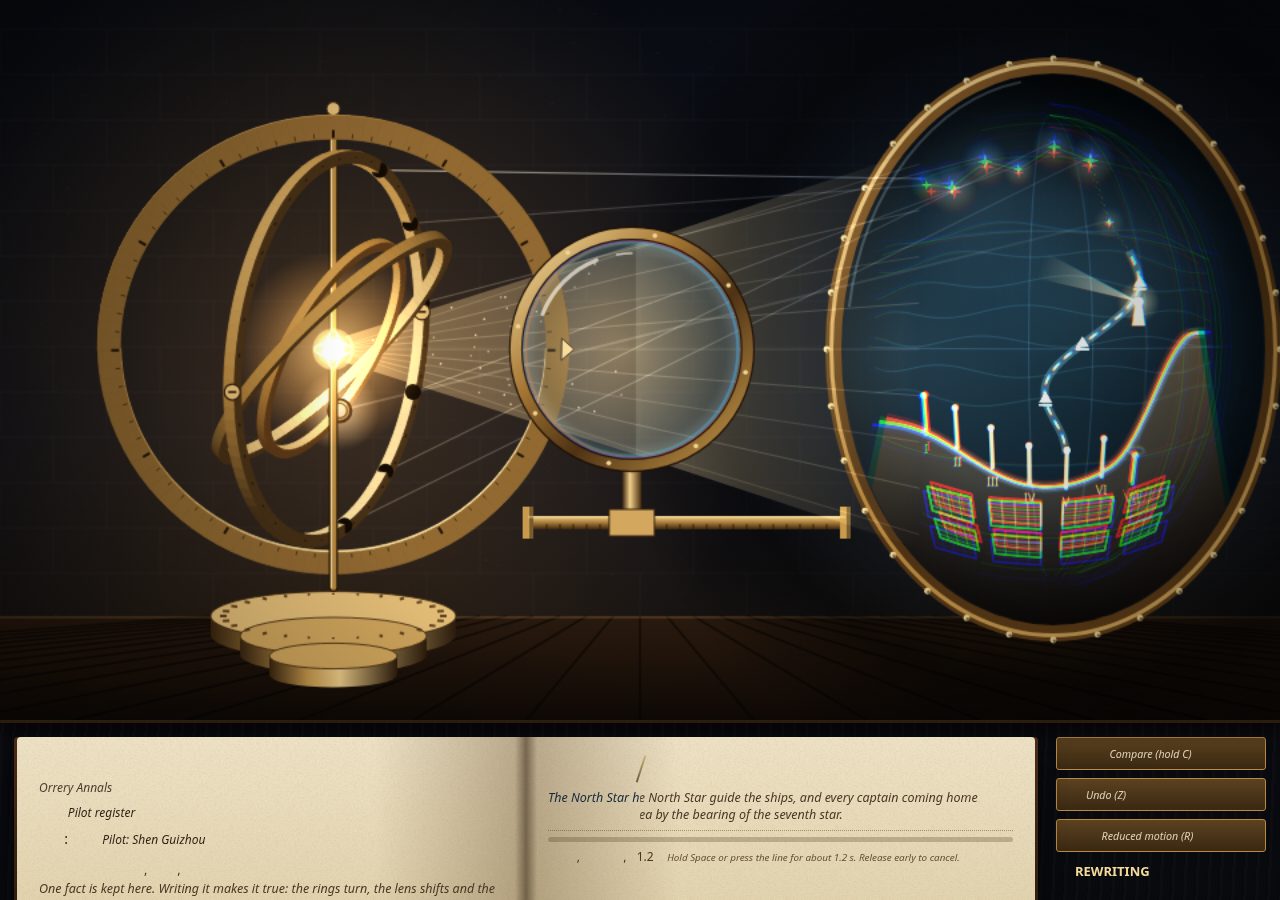 I
II
III
IV
V
VI
Orrery Annals
Pilot register
: Pilot: Shen Guizhou
, ,
One fact is kept here. Writing it makes it true: the rings turn, the lens shifts and the
The North Star he North Star guide the ships, and every captain coming home
ea by the bearing of the seventh star.
, , 1.2 Hold Space or press the line for about 1.2 s. Release early to cancel.
Compare (hold C)
Undo (Z)
Reduced motion (R)
REWRITING